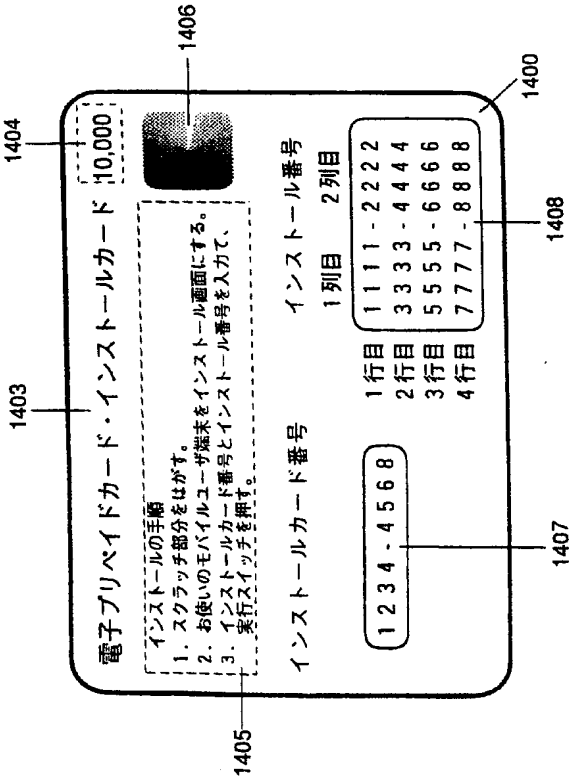 1403
1404
1406
電子プリペイドカード・インストールカード 10,000
インストールの手順
1. スクラッチ部分をはがす。
2. お使いのモバイルユーザ端末をインストール画面にする。
3. インストールカード番号とインストール番号を入力て、
実行スイッチを押す。
1405
インストールカード番号
インストール番号
1列目 2列目
1234-4568
1行目 1111-2222
2行目 3333-4444
3行目 5555-6666
4行目 7777-8888
1407
1408
1400